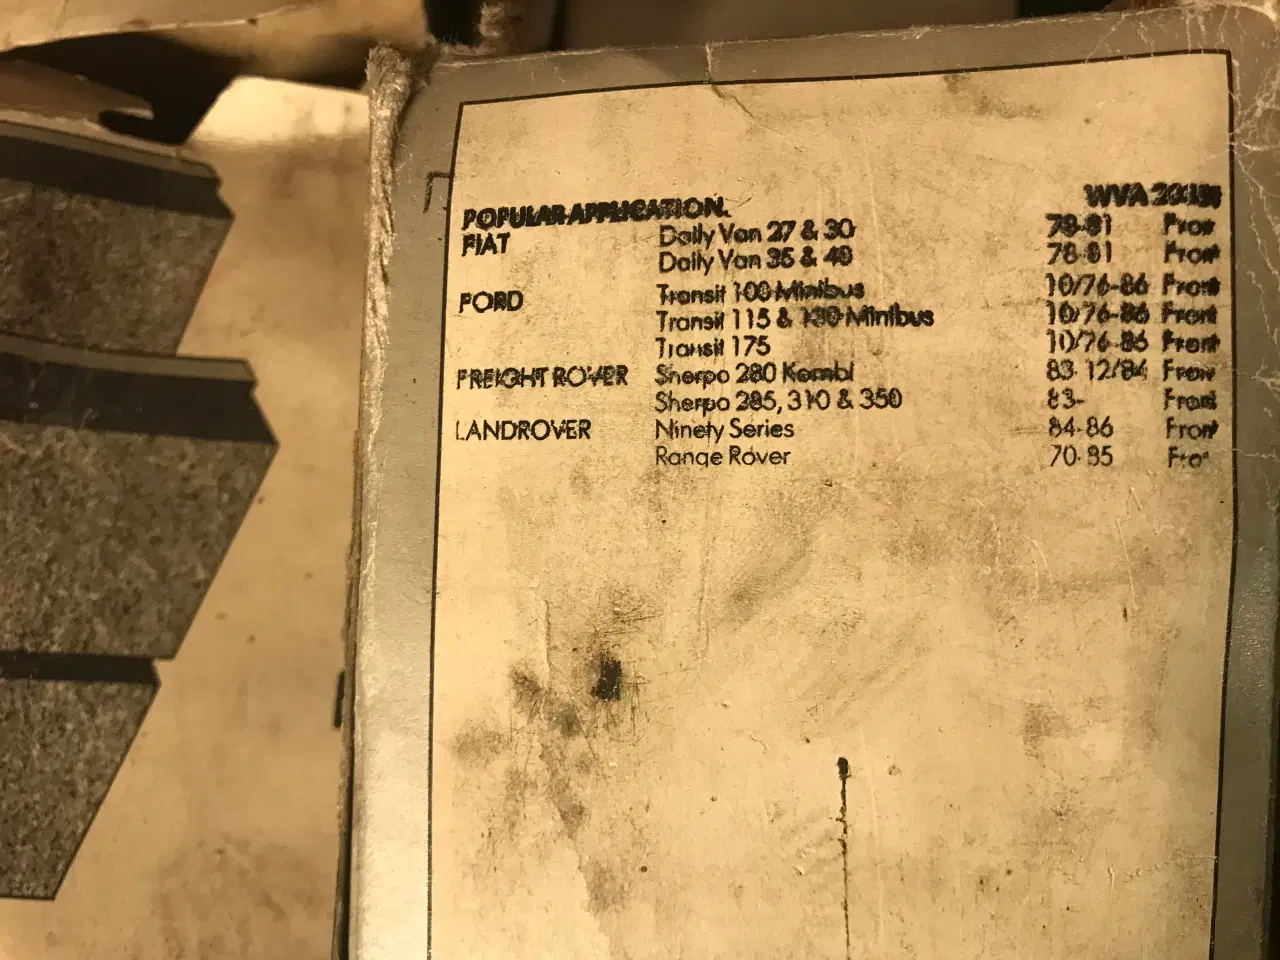 POPULAR APPLICATION. WVA
FIAT Daily Van 27 & 30 78-81 Front
Daily Van 35 & 40 78-81 Front
FORD Transit 100 Minibus 10/76-86 Front
Transit 115 & 130 Minibus 10/76-86 Front
Transit 175 10/76-86 Front
FREIGHT ROVER Sherpa 280 Kombi 83-12/84 Front
Sherpa 285, 310 & 350 83- Front
LANDROVER Ninety Series 84-86 Front
Range Rover 70-85 Front